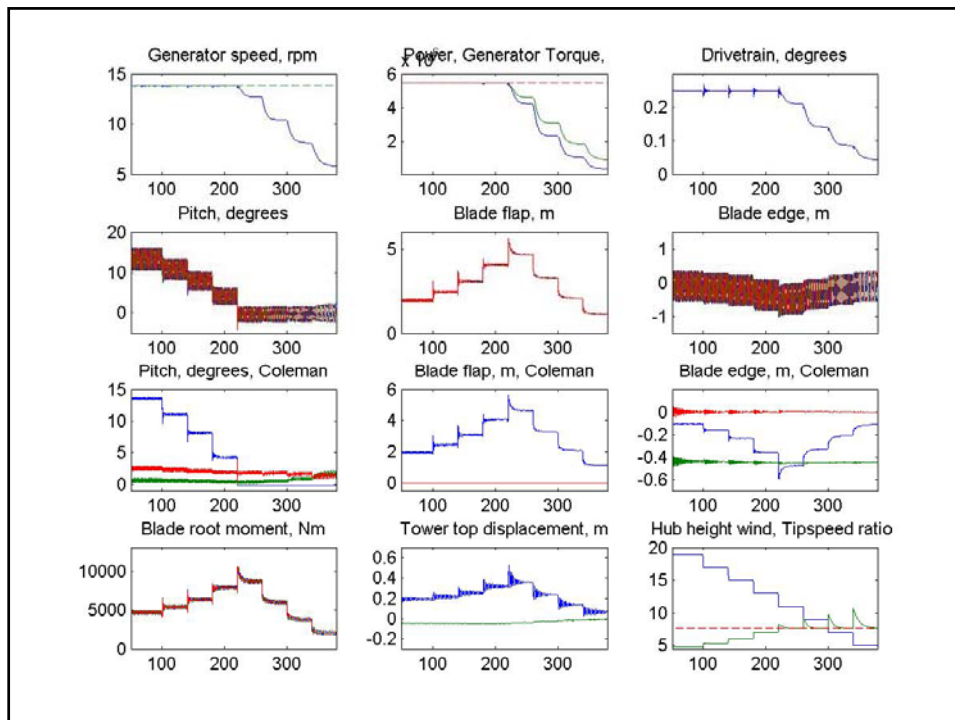 Generator speed, rpm
15
10
5
100 200 300
Power, Generator Torque,
x 10
6
4
2
100 200 300
Drivetrain, degrees
0.2
0.1
0
100 200 300
Pitch, degrees
20
10
0
100 200 300
Blade flap, m
5
0
100 200 300
Blade edge, m
1
0
-1
100 200 300
Pitch, degrees, Coleman
15
10
5
0
100 200 300
Blade flap, m, Coleman
6
4
2
0
100 200 300
Blade edge, m, Coleman
0
-0.2
-0.4
-0.6
100 200 300
Blade root moment, Nm
10000
5000
0
100 200 300
Tower top displacement, m
0.6
0.4
0.2
0
-0.2
100 200 300
Hub height wind, Tipspeed ratio
20
15
10
5
100 200 300